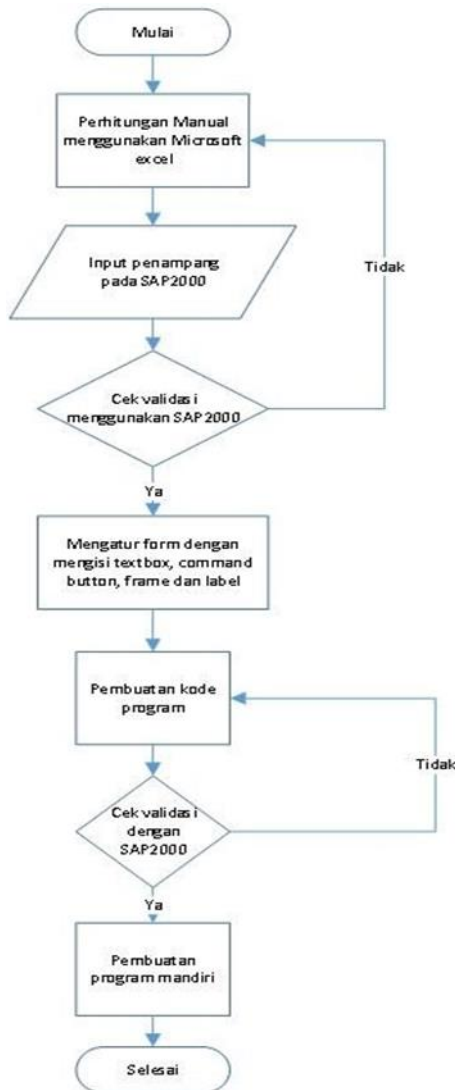 Mulai
Perhitungan Manual
menggunakan Microsoft
excel
Input penampang
pada SAP2000
Tidak
Cek validasi
menggunakan SAP2000
Ya
Mengatur form dengan
mengisi textbox, command
button, frame dan label
Pembuatan kode
program
Tidak
Cek validasi
dengan
SAP2000
Ya
Pembuatan
program mandiri
Selesai